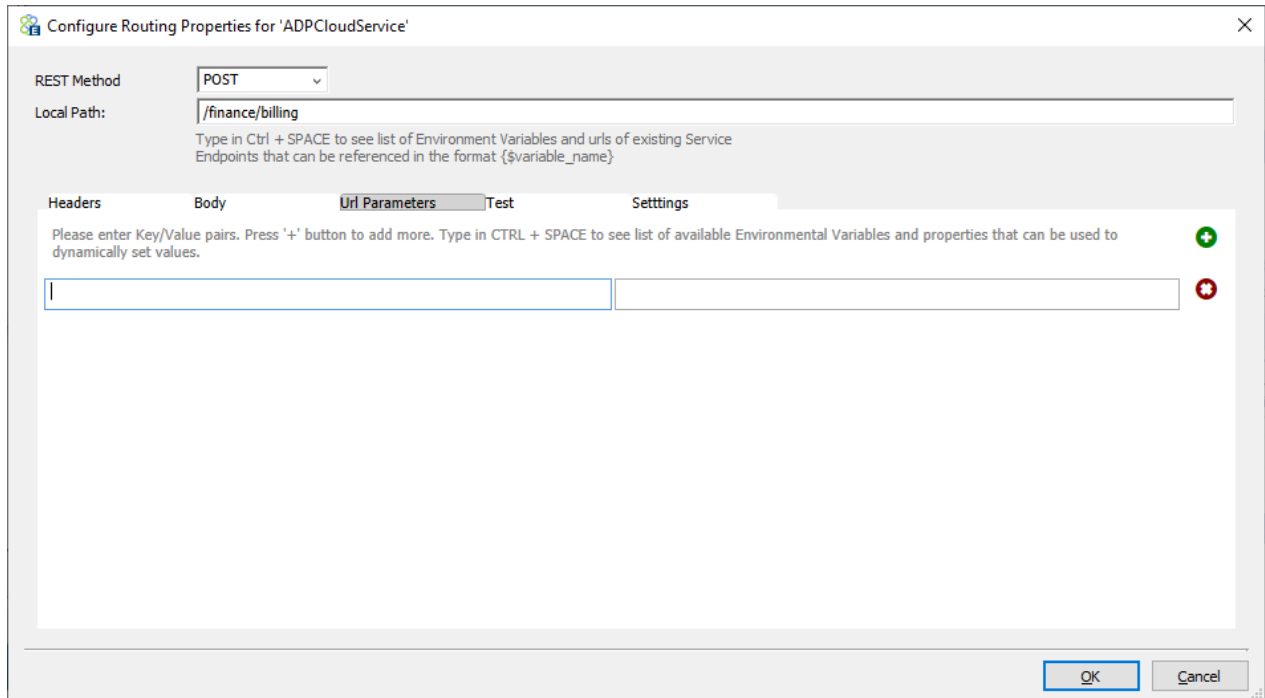 Configure Routing Properties for 'ADPCloudService'
REST Method
POST
Local Path:
/finance/billing
Type in Ctrl + SPACE to see list of Environment Variables and urls of existing Service
Endpoints that can be referenced in the format {$variable_name}
Headers Body Url Parameters Test Setttings
Please enter Key/Value pairs. Press '+' button to add more. Type in CTRL + SPACE to see list of available Environmental Variables and properties that can be used to
dynamically set values.
OK Cancel